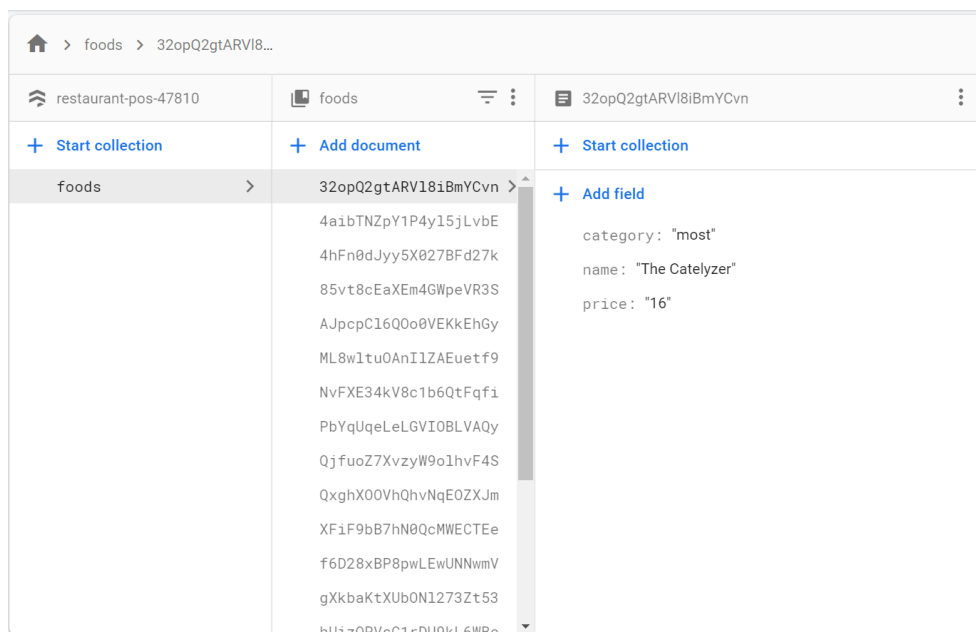 foods > 32opQ2gtARVl8...
restaurant-pos-47810
foods
32opQ2gtARVl8iBmYCvn
+ Start collection
+ Add document
+ Start collection
foods
32opQ2gtARVl8iBmYCvn
4aibTNZpY1P4yl5jLvbE
4hFn0dJyy5X027BFd27k
85vt8cEaXEm4GWpeVR3S
AJpcpCl6QOo0VEKkEhGy
ML8wltuOAnIlZAEuetf9
NvFXE34kV8c1b6QtFqfi
PbYqUqeLeLGVIOBLVAQy
QjfuoZ7XvzyW9olhvF4S
QxghXOOVhQhvNqEOZXJm
XFiF9bB7hN0QcMWECTEe
f6D28xBP8pwLEwUNNwmV
gXkbaKtXUbONl273Zt53
+ Add field
category: "most"
name: "The Catelyzer"
price: "16"